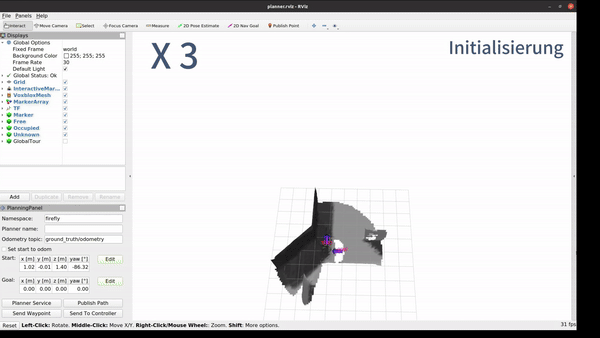 planner.rviz - RViz
File Panels Help
Interact Move Camera Select Focus Camera Measure 2D Pose Estimate 2D Nav Goal Publish Point
Displays
Global Options
Fixed Frame world
Background Color 255; 255; 255
Frame Rate 30
Default Light
Global Status: Ok
Grid
InteractiveMar...
VoxbloxMesh
MarkerArray
TF
Marker
Free
Occupied
Unknown
GlobalTour
Add Duplicate Remove Rename
PlanningPanel
Namespace: firefly
Planner name:
Odometry topic: ground_truth/odometry
Set start to odom
x [m] y [m] z [m] yaw [°]
Start: 1.02 -0.01 1.40 -86.32 Edit
x [m] y [m] z [m] yaw [°]
Goal: 0.00 0.00 0.00 0.00 Edit
Planner Service Publish Path
Send Waypoint Send To Controller
Reset Left-Click: Rotate. Middle-Click: Move X/Y. Right-Click/Mouse Wheel: Zoom. Shift: More options. 31 fps
X 3
Initialisierung